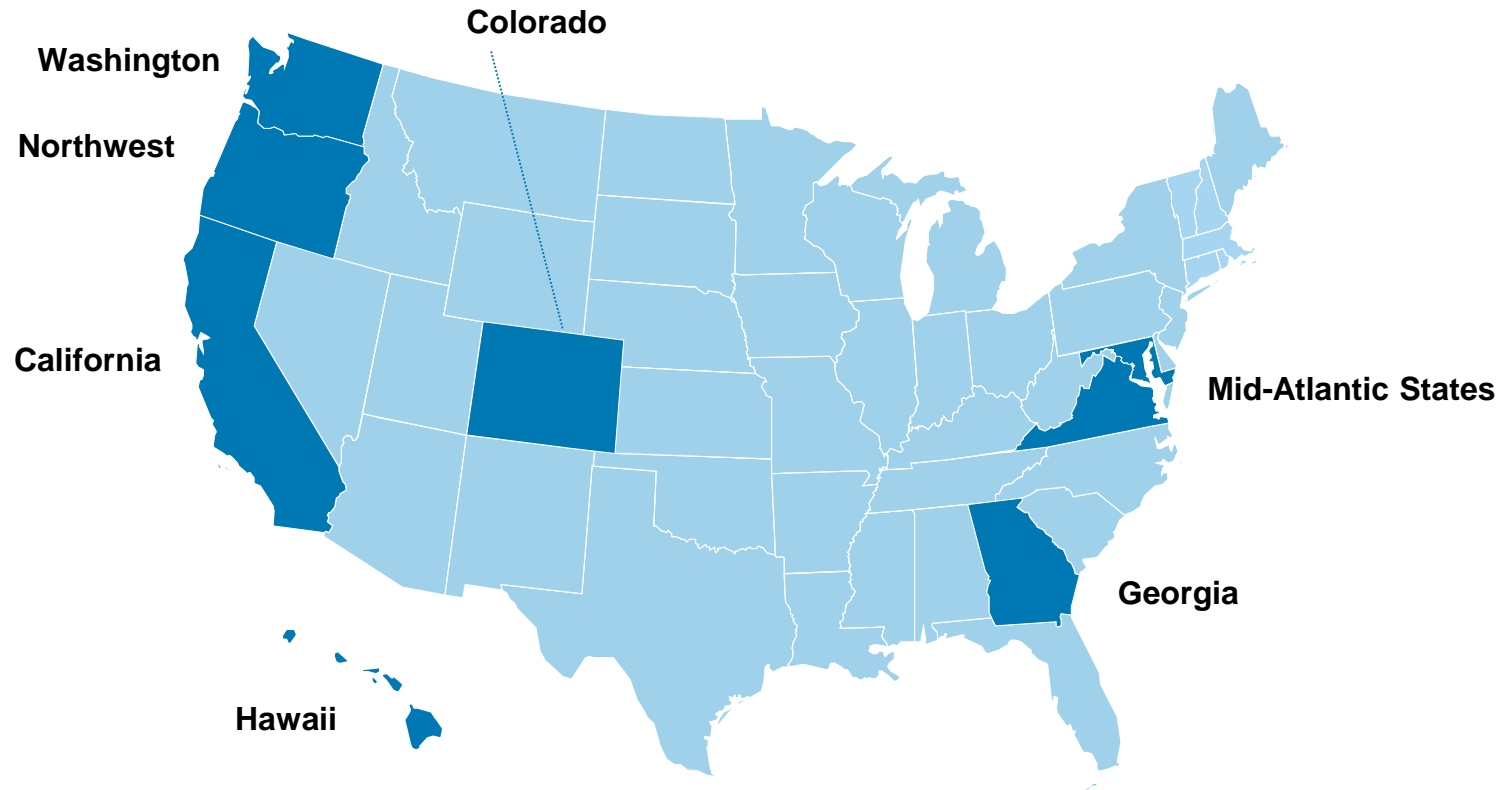 Colorado
Washington
Northwest
California
Mid-Atlantic States
Georgia
Hawaii